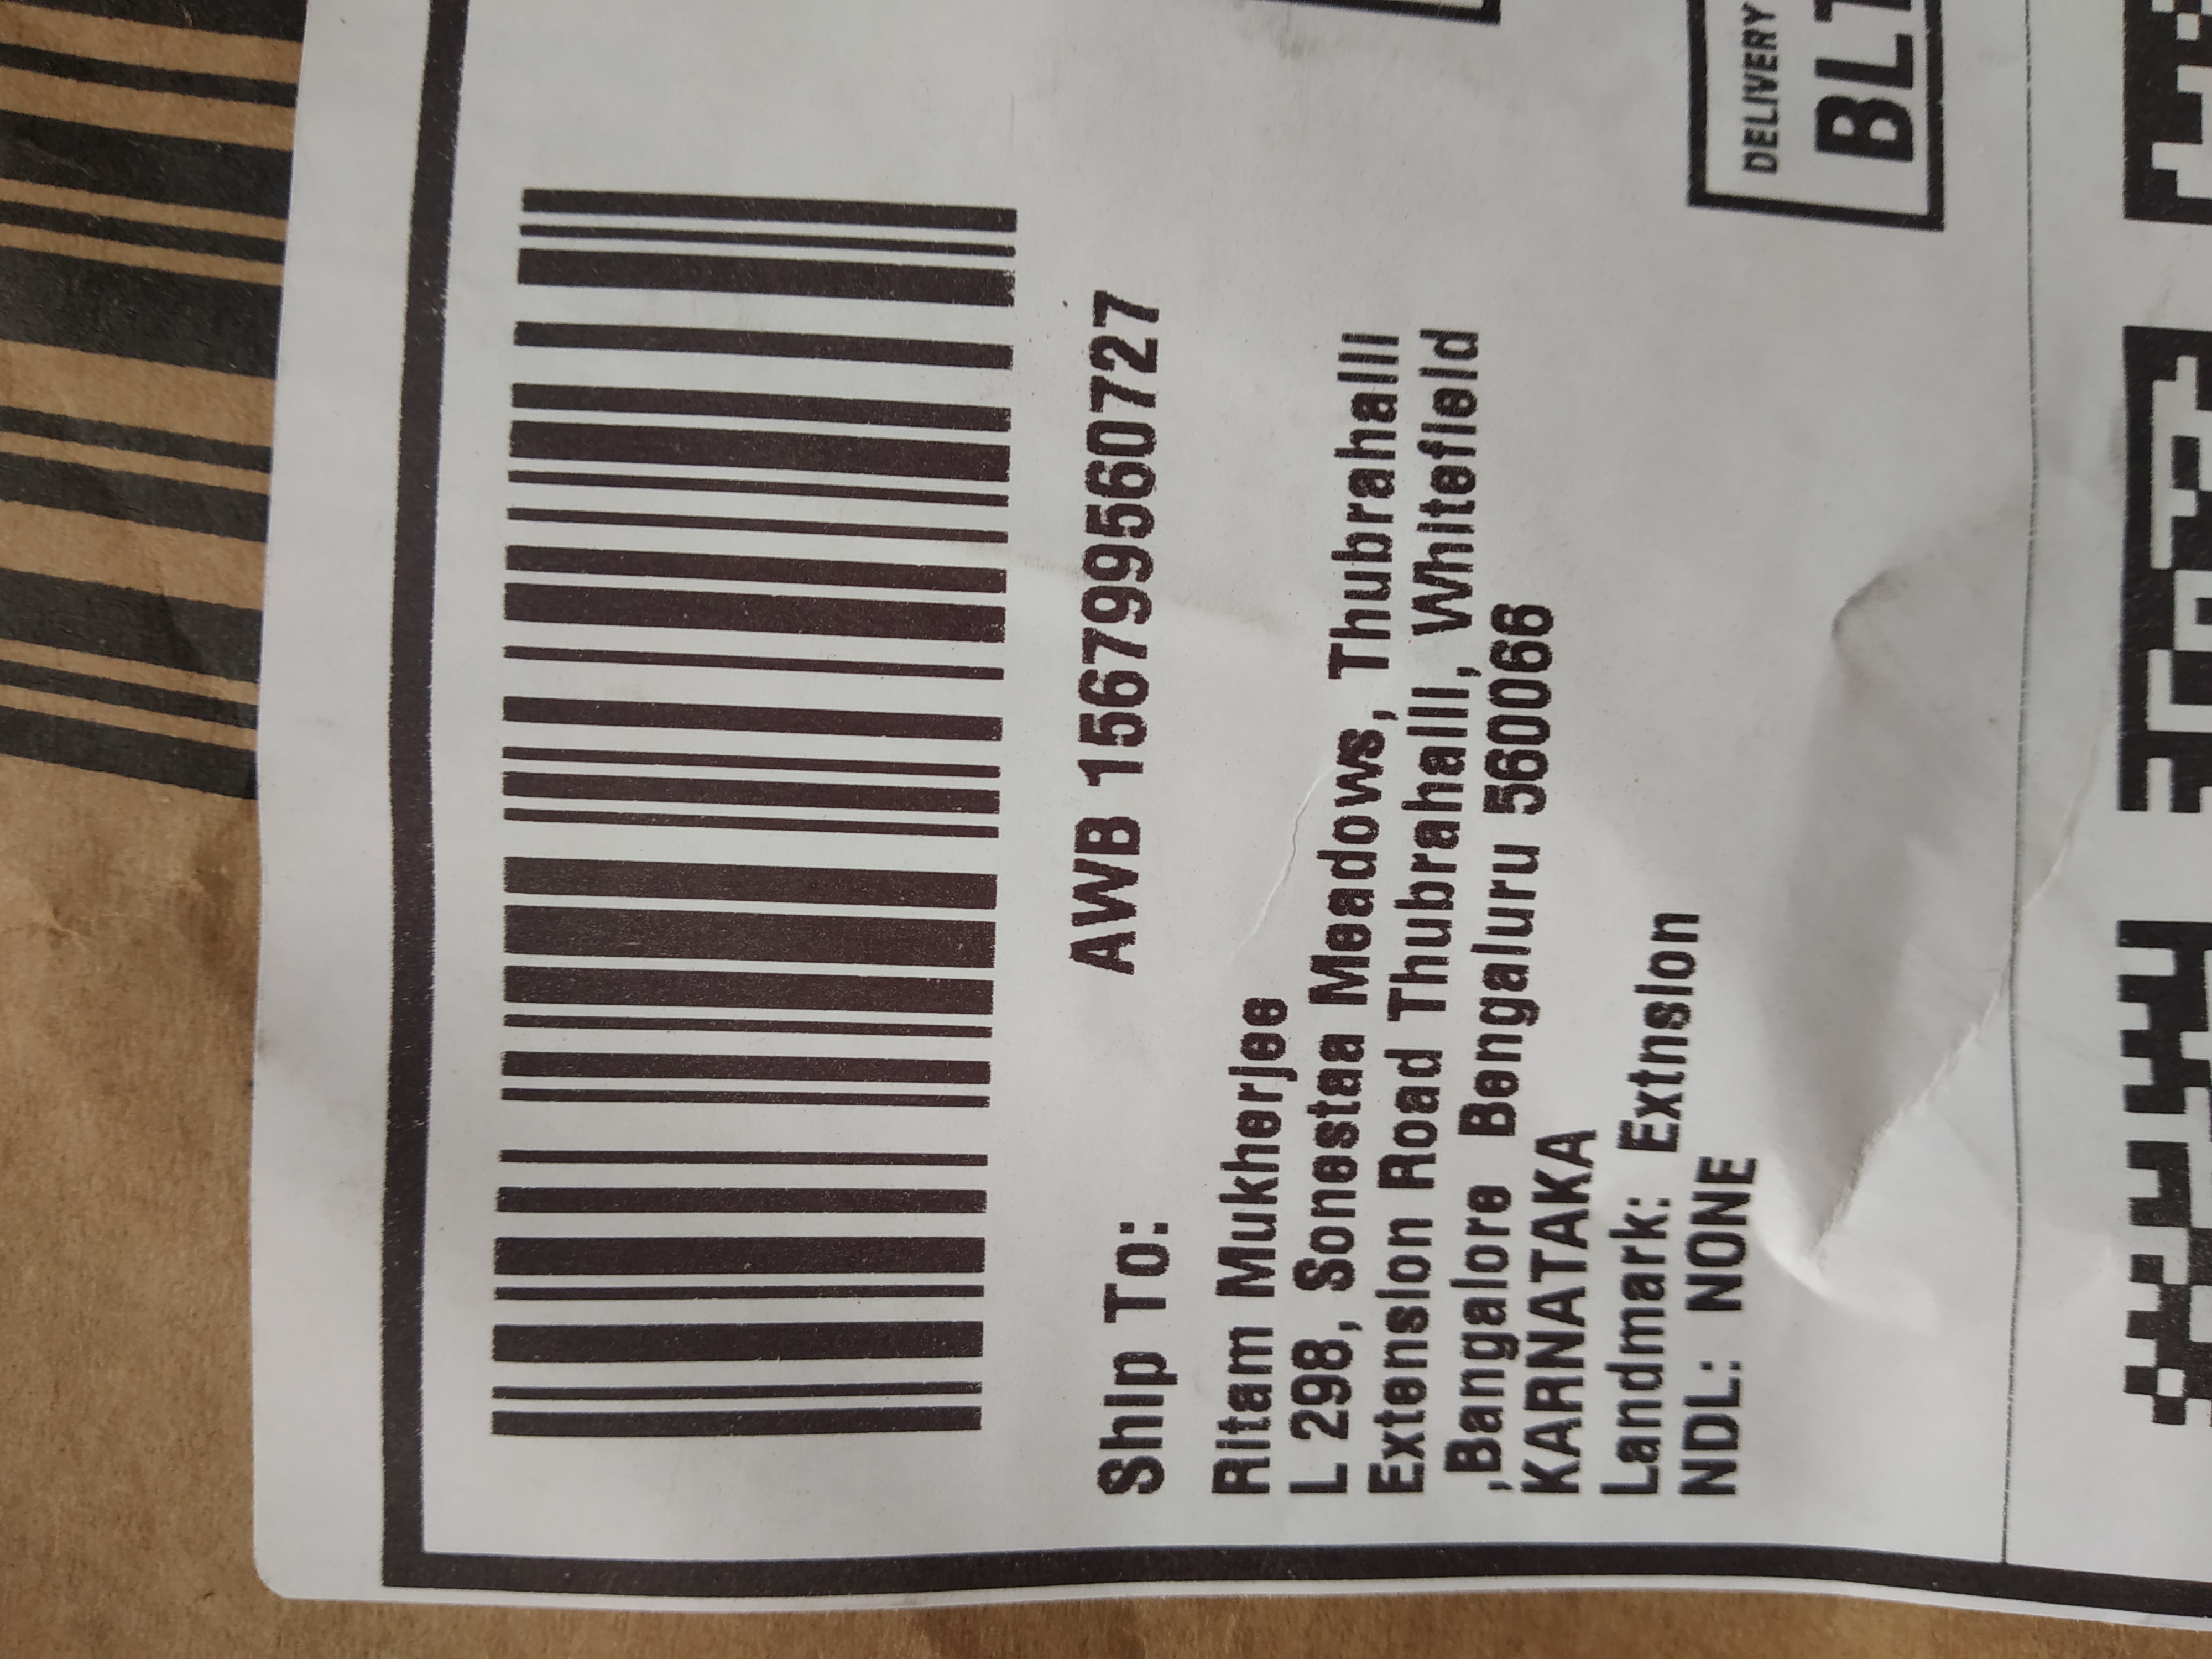 AWB 156799560727
Ship To:
Ritam Mukherjee
L 298, Sonestaa Meadows, Thubrahalli
Extension Road Thubrahalli, Whitefield
,Bangalore Bengaluru 560066
KARNATAKA
Landmark: Extnsion
NDL: NONE
DELIVERY